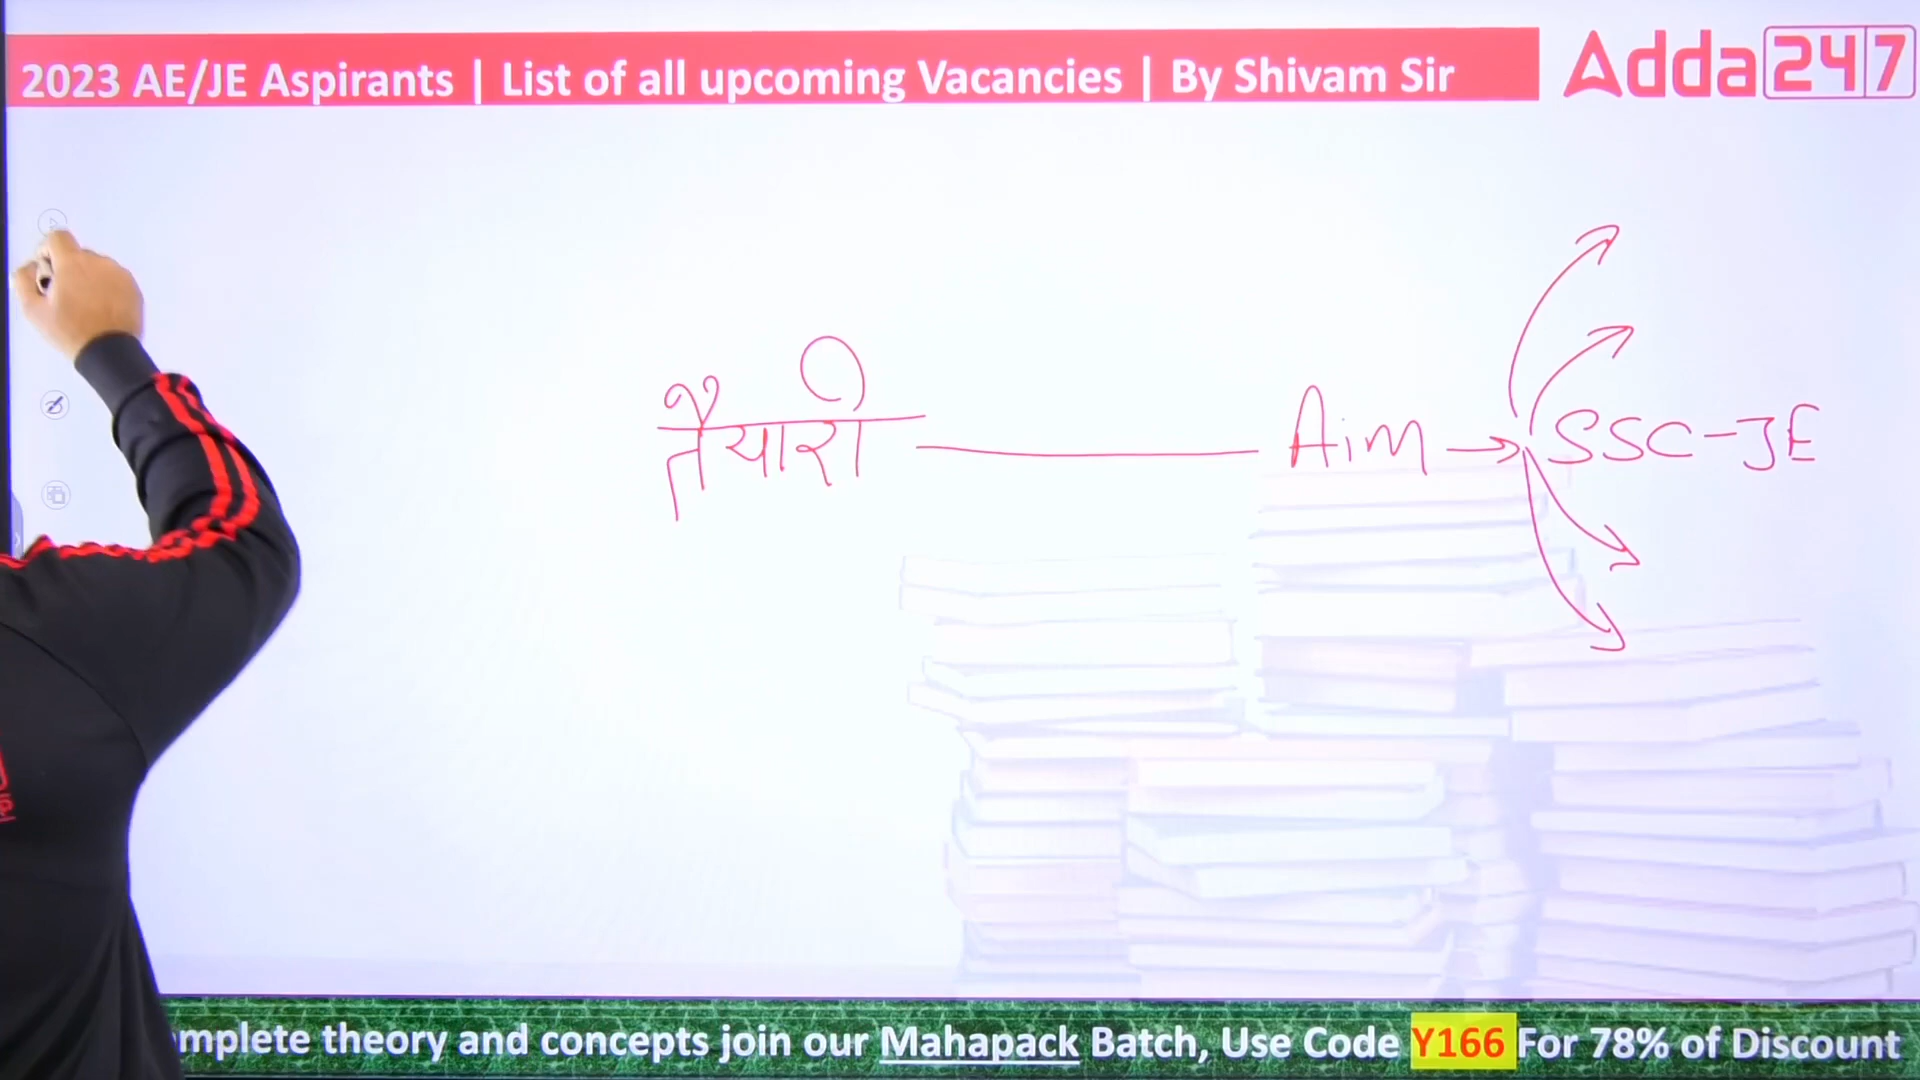 2023 AE/JE Aspirants | List of all upcoming Vacancies | By Shivam Sir
Adda247
तैयारी — Aim → SSC-JE
mplete theory and concepts join our Mahapack Batch, Use Code Y166 For 78% of Discount